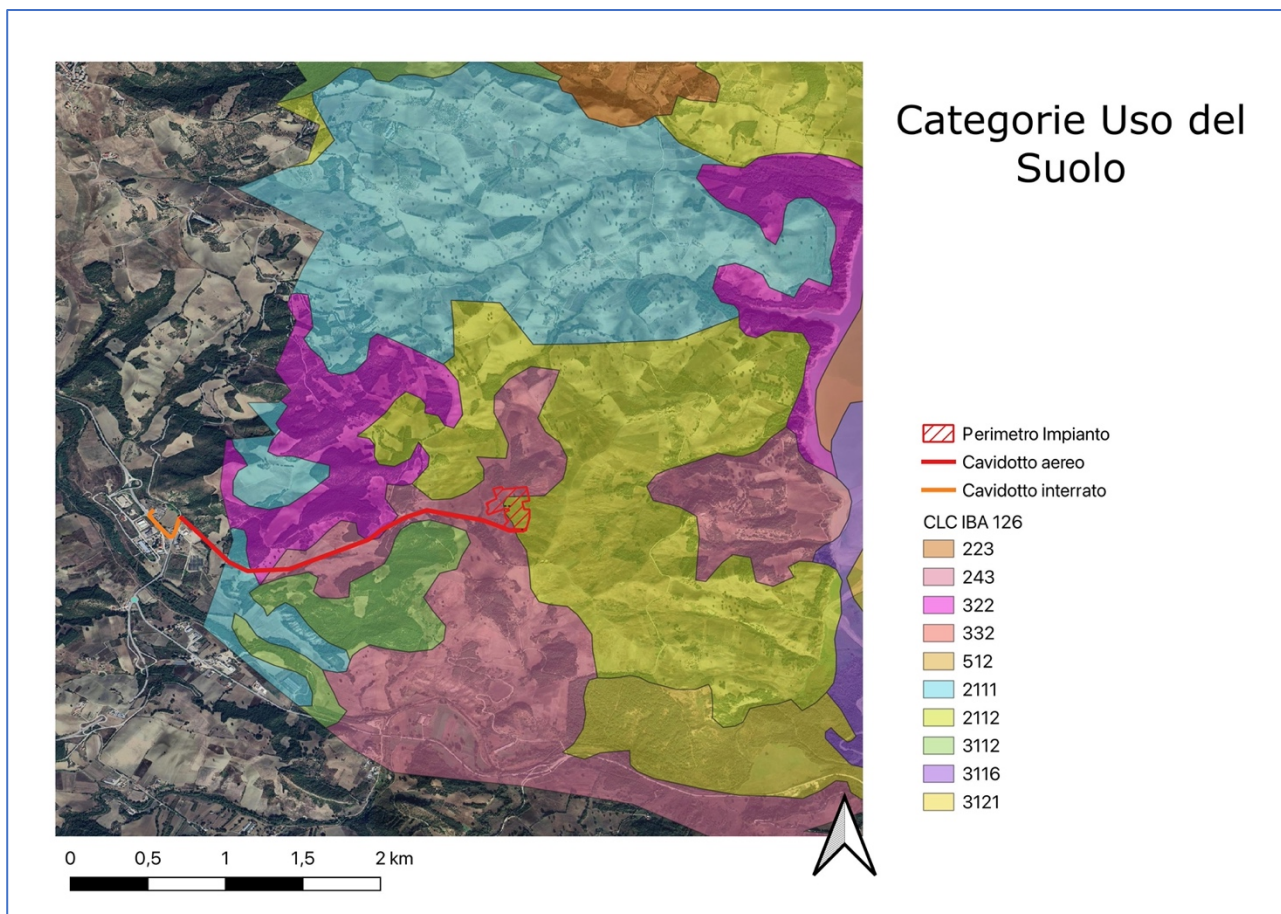 Categorie Uso del
Suolo
Perimetro Impianto
Cavidotto aereo
Cavidotto interrato
CLC IBA 126
223
243
322
332
512
2111
2112
3112
3116
3121
0 0,5 1 1,5 2 km